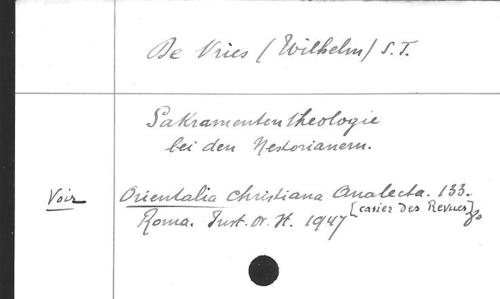 De Vries (Wilhelm) S.J.
Sakramententheologie
bei den Nestorianern.
Voir Orientalia Christiana Analecta. 133.
[casier des Revues]
Roma. Inst. Or. St. 1947